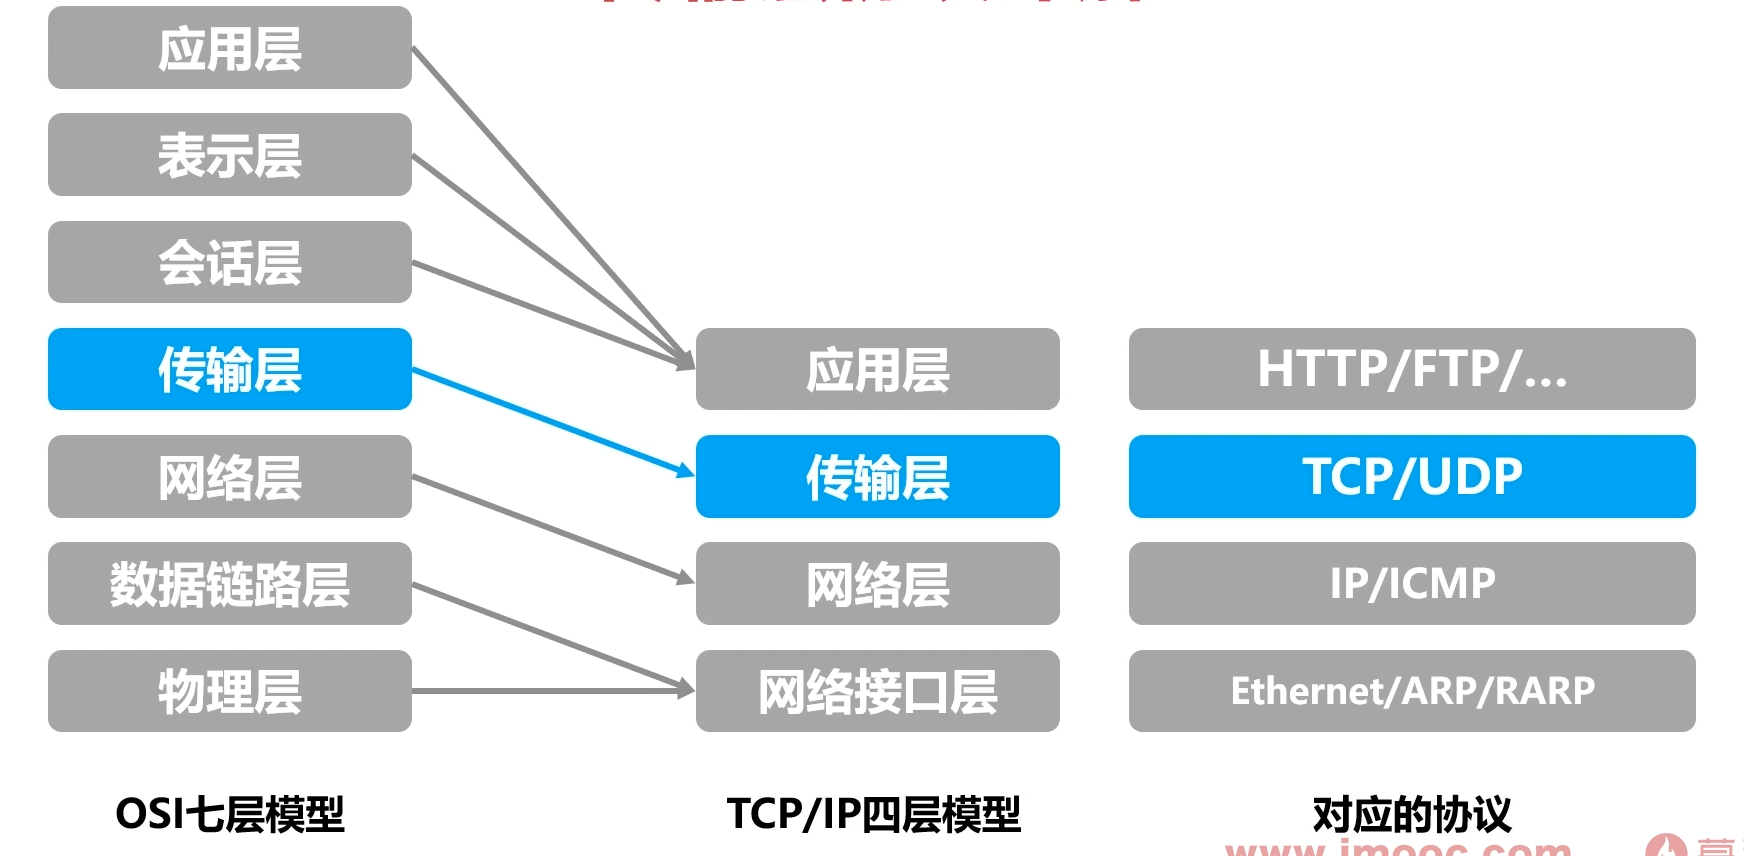 应用层
表示层
会话层
传输层
网络层
数据链路层
物理层
应用层
传输层
网络层
网络接口层
HTTP/FTP/...
TCP/UDP
IP/ICMP
Ethernet/ARP/RARP
OSI七层模型
TCP/IP四层模型
对应的协议
www.imooc.com